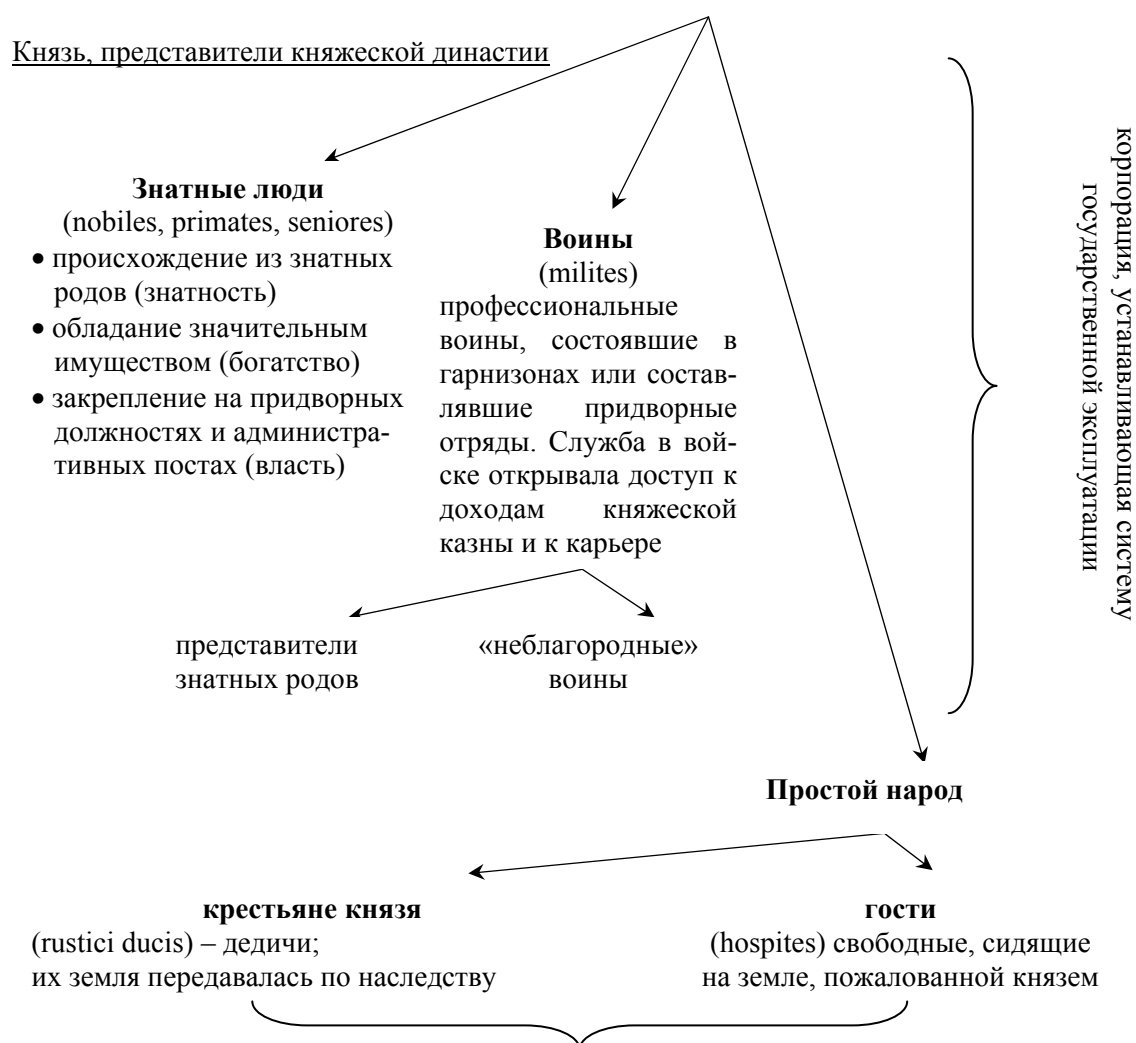 Князь, представители княжеской династии
Знатные люди
(nobiles, primates, seniores)
• происхождение из знатных
родов (знатность)
• обладание значительным
имуществом (богатство)
• закрепление на придворных
должностях и администра-
тивных постах (власть)
Воины
(milites)
профессиональные
воины, состоявшие в
гарнизонах или состав-
лявшие придворные
отряды. Служба в вой-
ске открывала доступ к
доходам княжеской
казны и к карьере
представители
знатных родов
«неблагородные»
воины
корпорация, устанавливающая систему
государственной эксплуатации
Простой народ
крестьяне князя
(rustici ducis) – дедичи;
их земля передавалась по наследству
гости
(hospites) свободные, сидящие
на земле, пожалованной князем